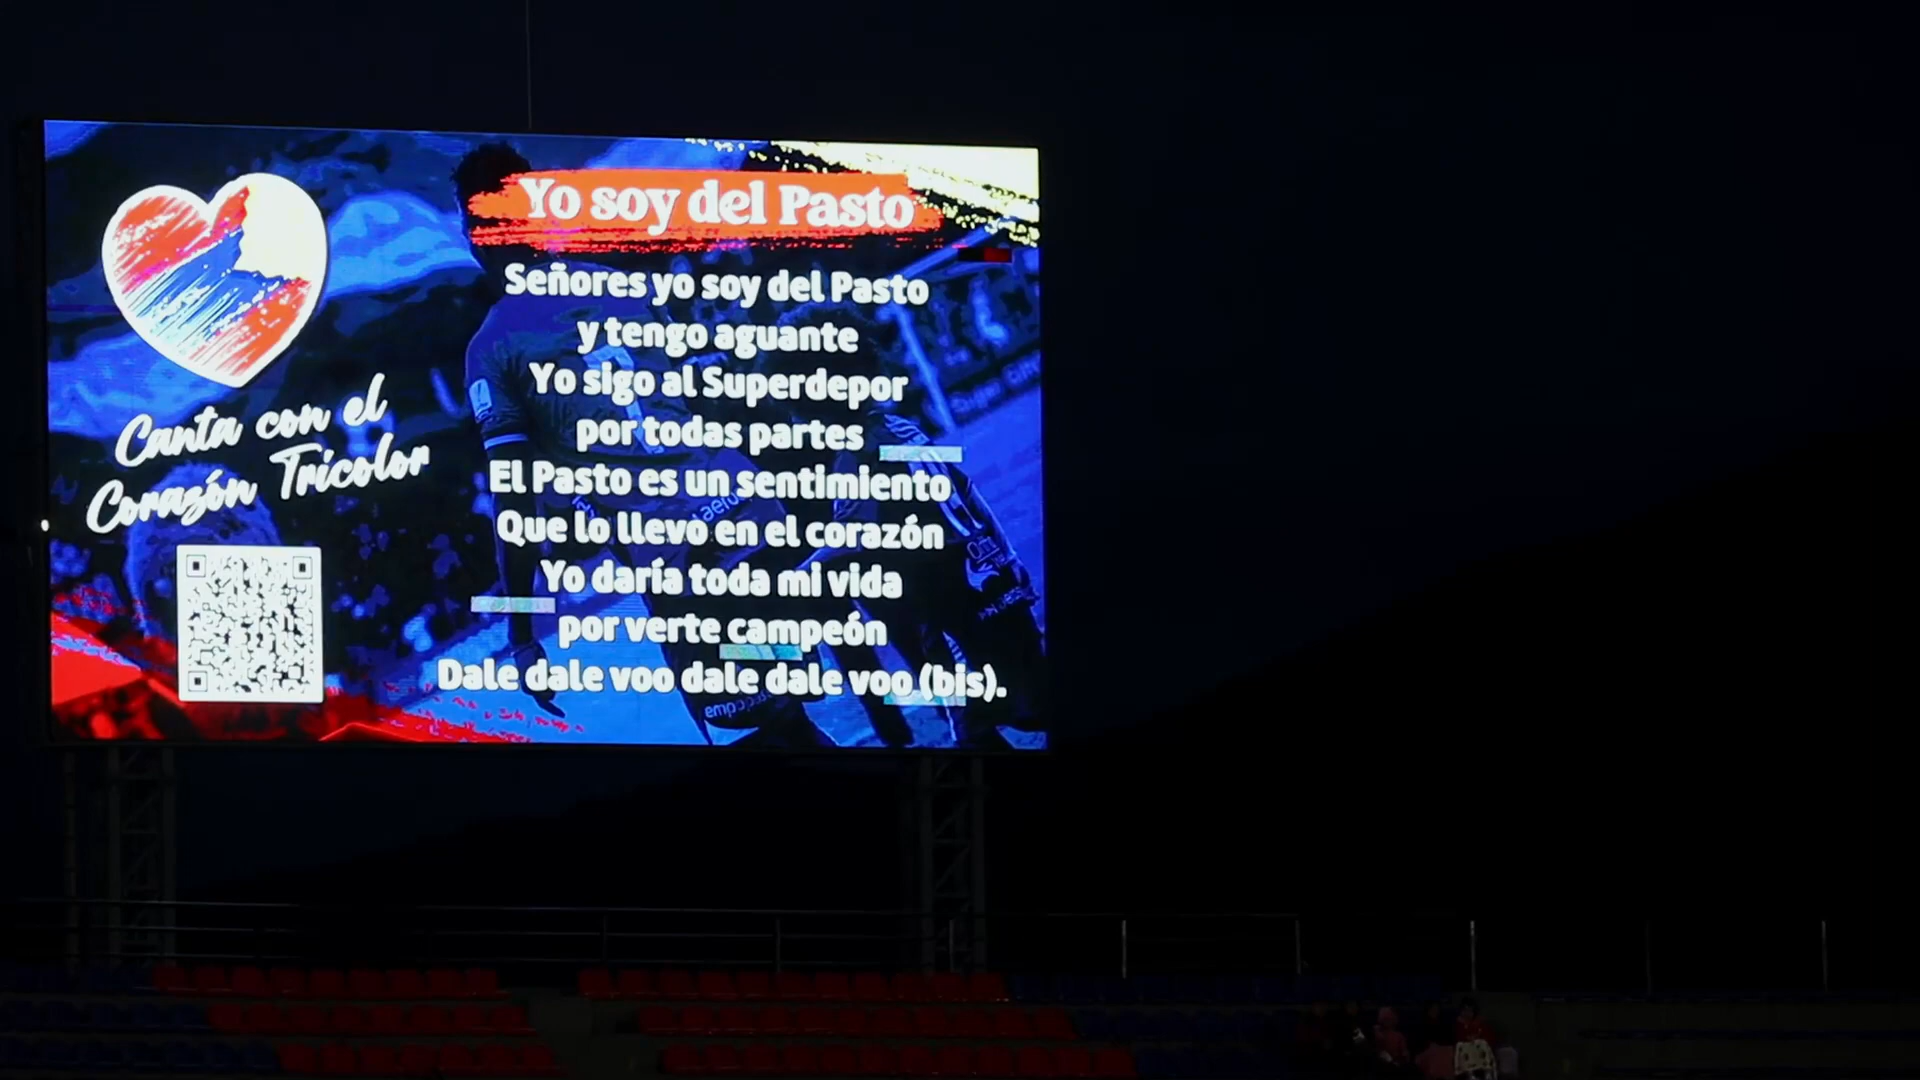 Yo soy del Pasto
Señores yo soy del Pasto
y tengo aguante
Yo sigo al Superdepor
por todas partes
El Pasto es un sentimiento
Que lo llevo en el corazón
Yo daría toda mi vida
por verte campeón
Dale dale voo dale dale voo (bis).
Canta con el
Corazón Tricolor